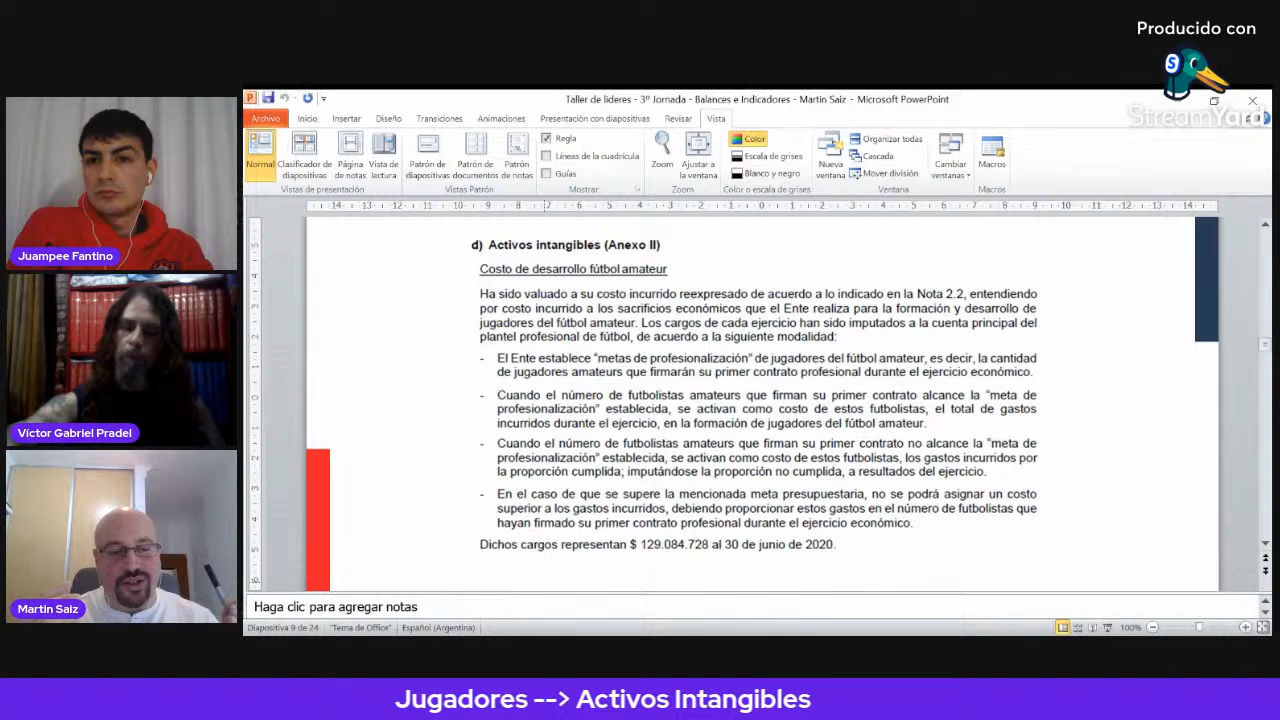 Producido con
StreamYard
Taller de lideres - 3º Jornada - Balances e Indicadores - Martin Saiz - Microsoft PowerPoint
Archivo Inicio Insertar Diseño Transiciones Animaciones Presentación con diapositivas Revisar Vista
Normal
Clasificador de diapositivas
Página de notas
Vista de lectura
Patrón de diapositivas
Patrón de documentos
Patrón de notas
Regla
Líneas de la cuadrícula
Guías
Zoom
Ajustar a la ventana
Color
Escala de grises
Blanco y negro
Nueva ventana
Organizar todas
Cascada
Mover división
Cambiar ventanas
Macros
Vistas de presentación
Vistas Patrón
Mostrar
Zoom
Color o escala de grises
Ventana
Macros
d) Activos intangibles (Anexo II)
Costo de desarrollo fútbol amateur
Ha sido valuado a su costo incurrido reexpresado de acuerdo a lo indicado en la Nota 2.2, entendiendo
por costo incurrido a los sacrificios económicos que el Ente realiza para la formación y desarrollo de
jugadores del fútbol amateur. Los cargos de cada ejercicio han sido imputados a la cuenta principal del
plantel profesional de fútbol, de acuerdo a la siguiente modalidad:
- El Ente establece “metas de profesionalización” de jugadores del fútbol amateur, es decir, la cantidad
de jugadores amateurs que firmarán su primer contrato profesional durante el ejercicio económico.
- Cuando el número de futbolistas amateurs que firman su primer contrato alcance la “meta de
profesionalización” establecida, se activan como costo de estos futbolistas, el total de gastos
incurridos durante el ejercicio, en la formación de jugadores del fútbol amateur.
- Cuando el número de futbolistas amateurs que firman su primer contrato no alcance la “meta de
profesionalización” establecida, se activan como costo de estos futbolistas, los gastos incurridos por
la proporción cumplida; imputándose la proporción no cumplida, a resultados del ejercicio.
- En el caso de que se supere la mencionada meta presupuestaria, no se podrá asignar un costo
superior a los gastos incurridos, debiendo proporcionar estos gastos en el número de futbolistas que
hayan firmado su primer contrato profesional durante el ejercicio económico.
Dichos cargos representan $ 129.084.728 al 30 de junio de 2020.
Haga clic para agregar notas
Diapositiva 9 de 24 "Tema de Office" Español (Argentina) 100%
Juampee Fantino
Víctor Gabriel Pradel
Martin Saiz
Jugadores --> Activos Intangibles